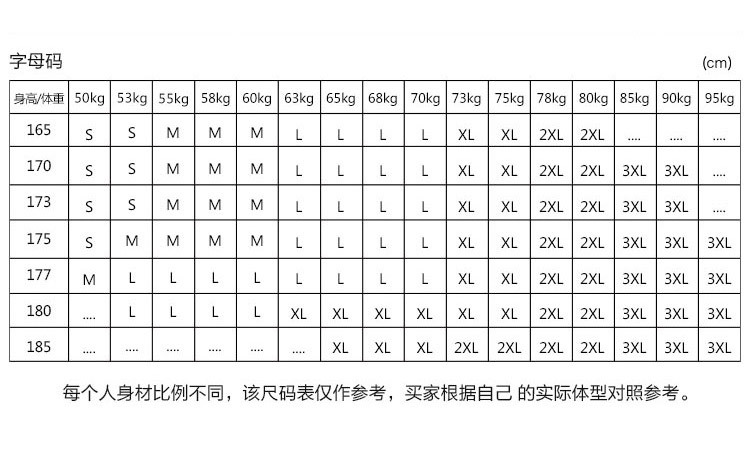 字母码 (cm)
身高/体重 50kg 53kg 55kg 58kg 60kg 63kg 65kg 68kg 70kg 73kg 75kg 78kg 80kg 85kg 90kg 95kg
165 S S M M M L L L L XL XL 2XL 2XL .... .... ....
170 S S M M M L L L L XL XL 2XL 2XL 3XL 3XL ....
173 S S M M M L L L L XL XL 2XL 2XL 3XL 3XL ....
175 S M M M M L L L L XL XL 2XL 2XL 3XL 3XL 3XL
177 M L L L L L L L L XL XL 2XL 2XL 3XL 3XL 3XL
180 .... L L L L XL XL XL XL XL XL 2XL 2XL 3XL 3XL 3XL
185 .... .... .... .... .... .... XL XL XL 2XL 2XL 2XL 2XL 3XL 3XL 3XL
每个人身材比例不同，该尺码表仅作参考，买家根据自己 的实际体型对照参考。